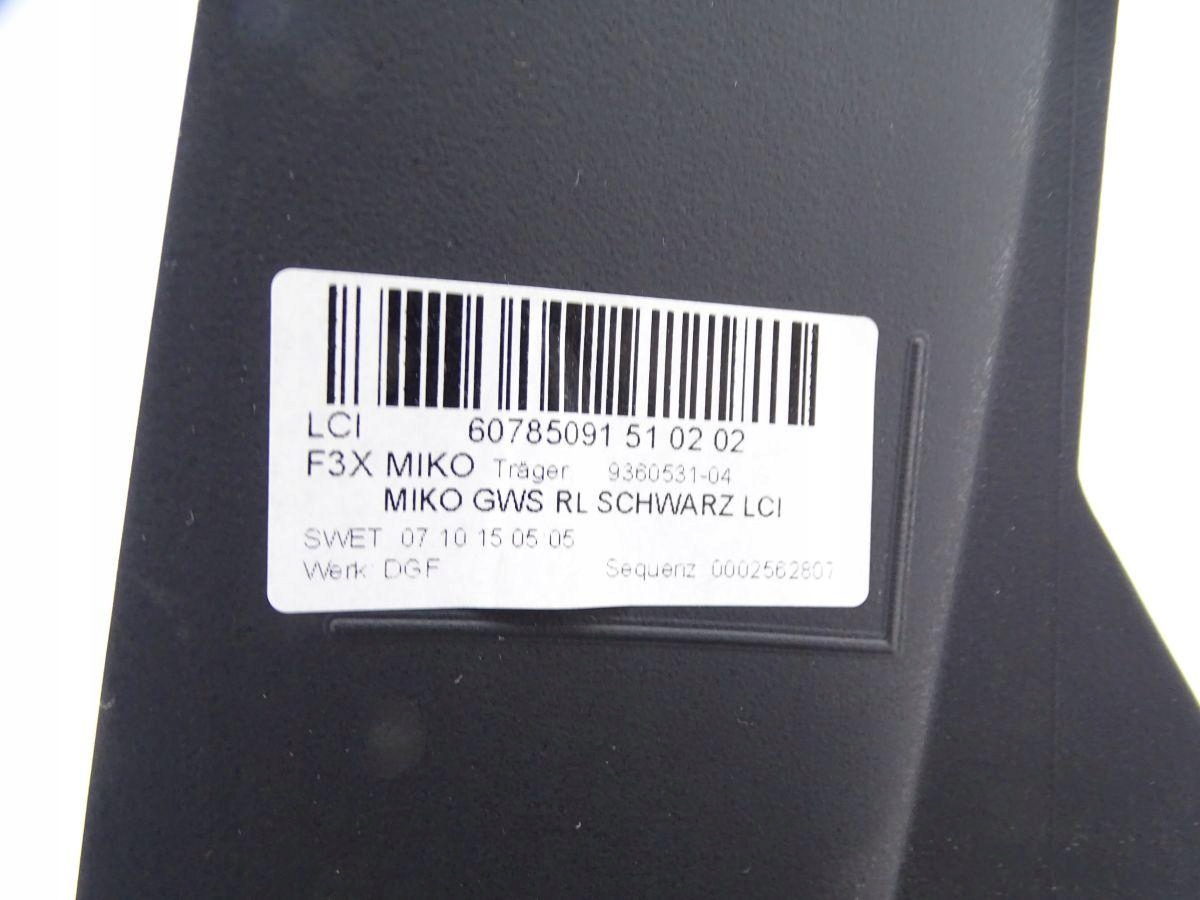 LCI 60785091 51 02 02
F3X MIKO Träger 9360531-04
MIKO GWS RL SCHWARZ LCI
SWET 07 10 15 05 05
Werk: DGF Sequenz 0002562807